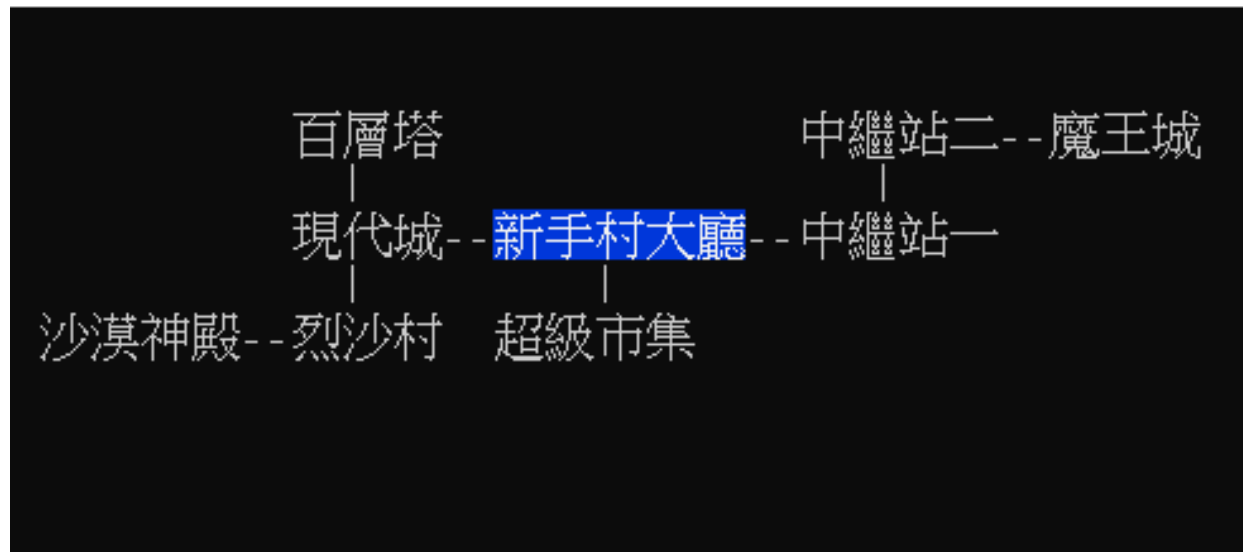 百層塔 中繼站二--魔王城
| |
現代城--新手村大廳--中繼站一
| |
沙漠神殿--烈沙村 超級市集